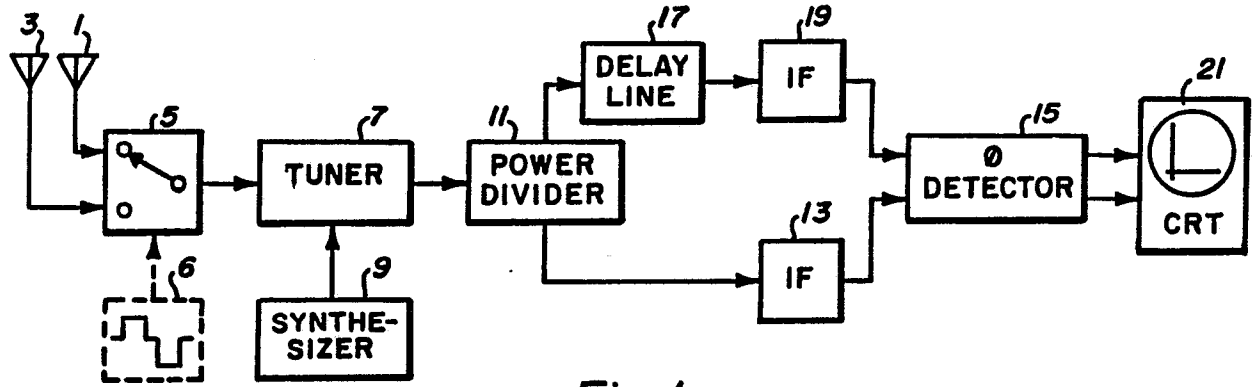 3
1
5
7
TUNER
11
POWER
DIVIDER
17
DELAY
LINE
19
IF
13
IF
15
Ø
DETECTOR
21
CRT
6
9
SYNTHE-
SIZER